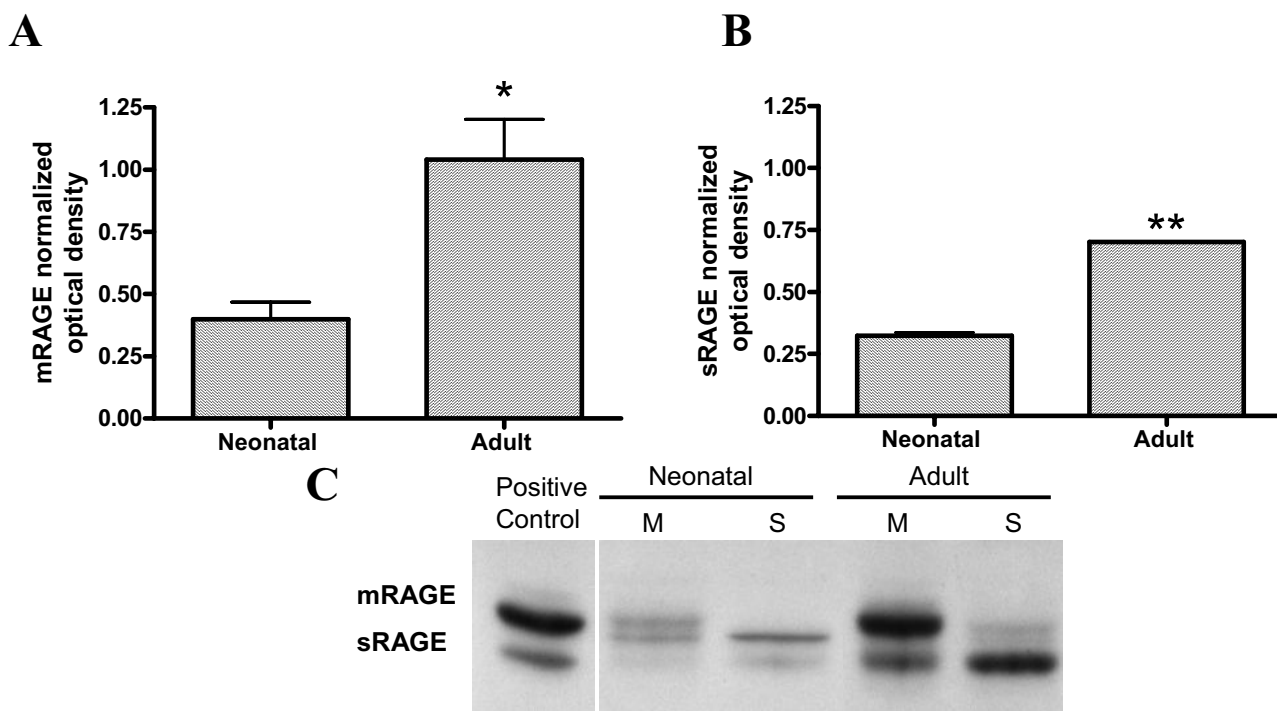 A
mRAGE normalized
optical density
1.25
1.00
0.75
0.50
0.25
0.00
*
Neonatal
Adult
B
sRAGE normalized
optical density
1.25
1.00
0.75
0.50
0.25
0.00
**
Neonatal
Adult
C
Positive
Control
Neonatal
Adult
M
S
M
S
mRAGE
sRAGE